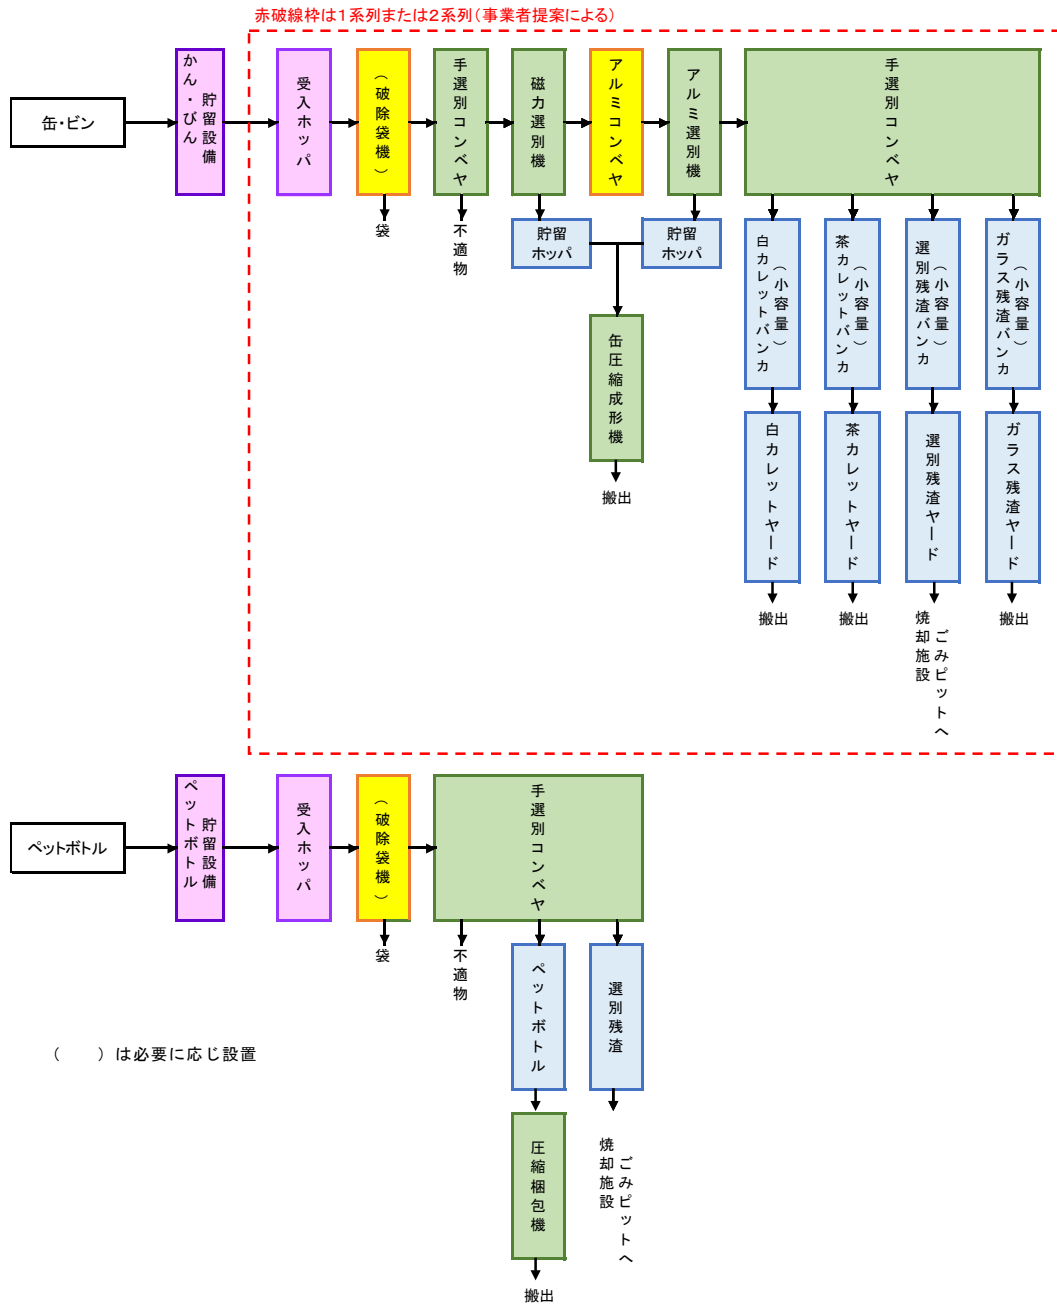 赤破線枠は１系列または２系列（事業者提案による）
缶・ビン
かん・びん
貯留設備
受入ホッパ
（破除袋機）
手選別コンベヤ
磁力選別機
アルミコンベヤ
アルミ選別機
手選別コンベヤ
袋
不適物
貯留
ホッパ
貯留
ホッパ
缶圧縮成形機
搬出
白カレットバンカ
（小容量）
茶カレットバンカ
（小容量）
選別残渣バンカ
（小容量）
ガラス残渣バンカ
（小容量）
白カレットヤード
茶カレットヤード
選別残渣ヤード
ガラス残渣ヤード
搬出
搬出
焼却施設
ごみピットへ
搬出
ペットボトル
ペットボトル
貯留設備
受入ホッパ
（破除袋機）
手選別コンベヤ
袋
不適物
ペットボトル
選別残渣
圧縮梱包機
焼却施設
ごみピットへ
搬出
（　　）は必要に応じ設置